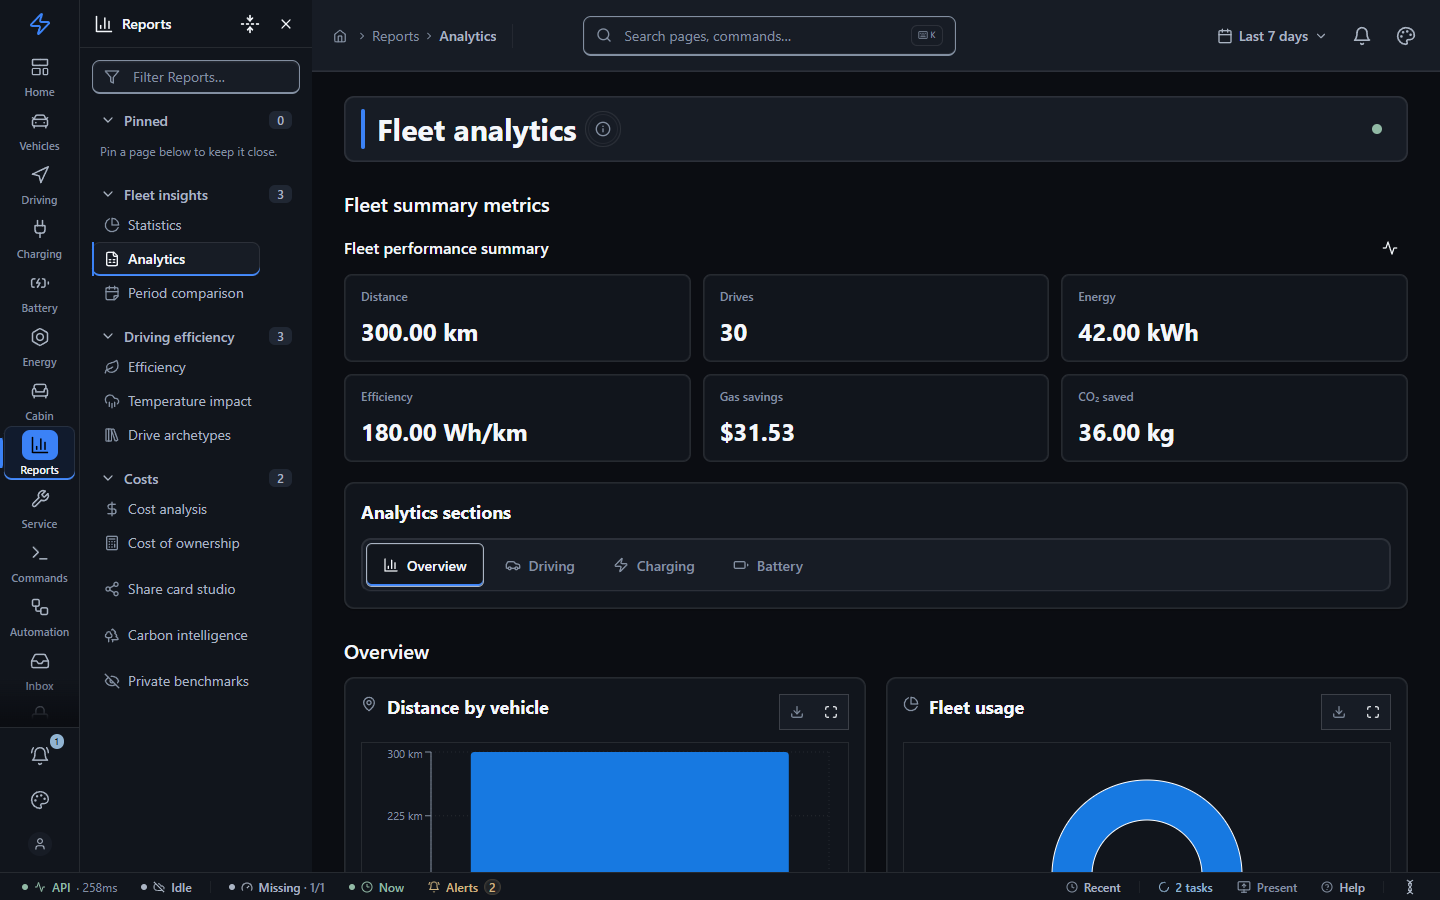 Home
Vehicles
Driving
Charging
Battery
Energy
Cabin
Reports
Service
Commands
Automation
Inbox
1
Reports
Filter Reports...
Pinned 0
Pin a page below to keep it close.
Fleet insights 3
Statistics
Analytics
Period comparison
Driving efficiency 3
Efficiency
Temperature impact
Drive archetypes
Costs 2
Cost analysis
Cost of ownership
Share card studio
Carbon intelligence
Private benchmarks
Reports Analytics
Search pages, commands... K
Last 7 days
Fleet analytics
Fleet summary metrics
Fleet performance summary
Distance
300.00 km
Drives
30
Energy
42.00 kWh
Efficiency
180.00 Wh/km
Gas savings
$31.53
CO₂ saved
36.00 kg
Analytics sections
Overview Driving Charging Battery
Overview
Distance by vehicle
300 km
225 km
Fleet usage
API · 258ms Idle Missing · 1/1 Now Alerts 2 Recent 2 tasks Present Help